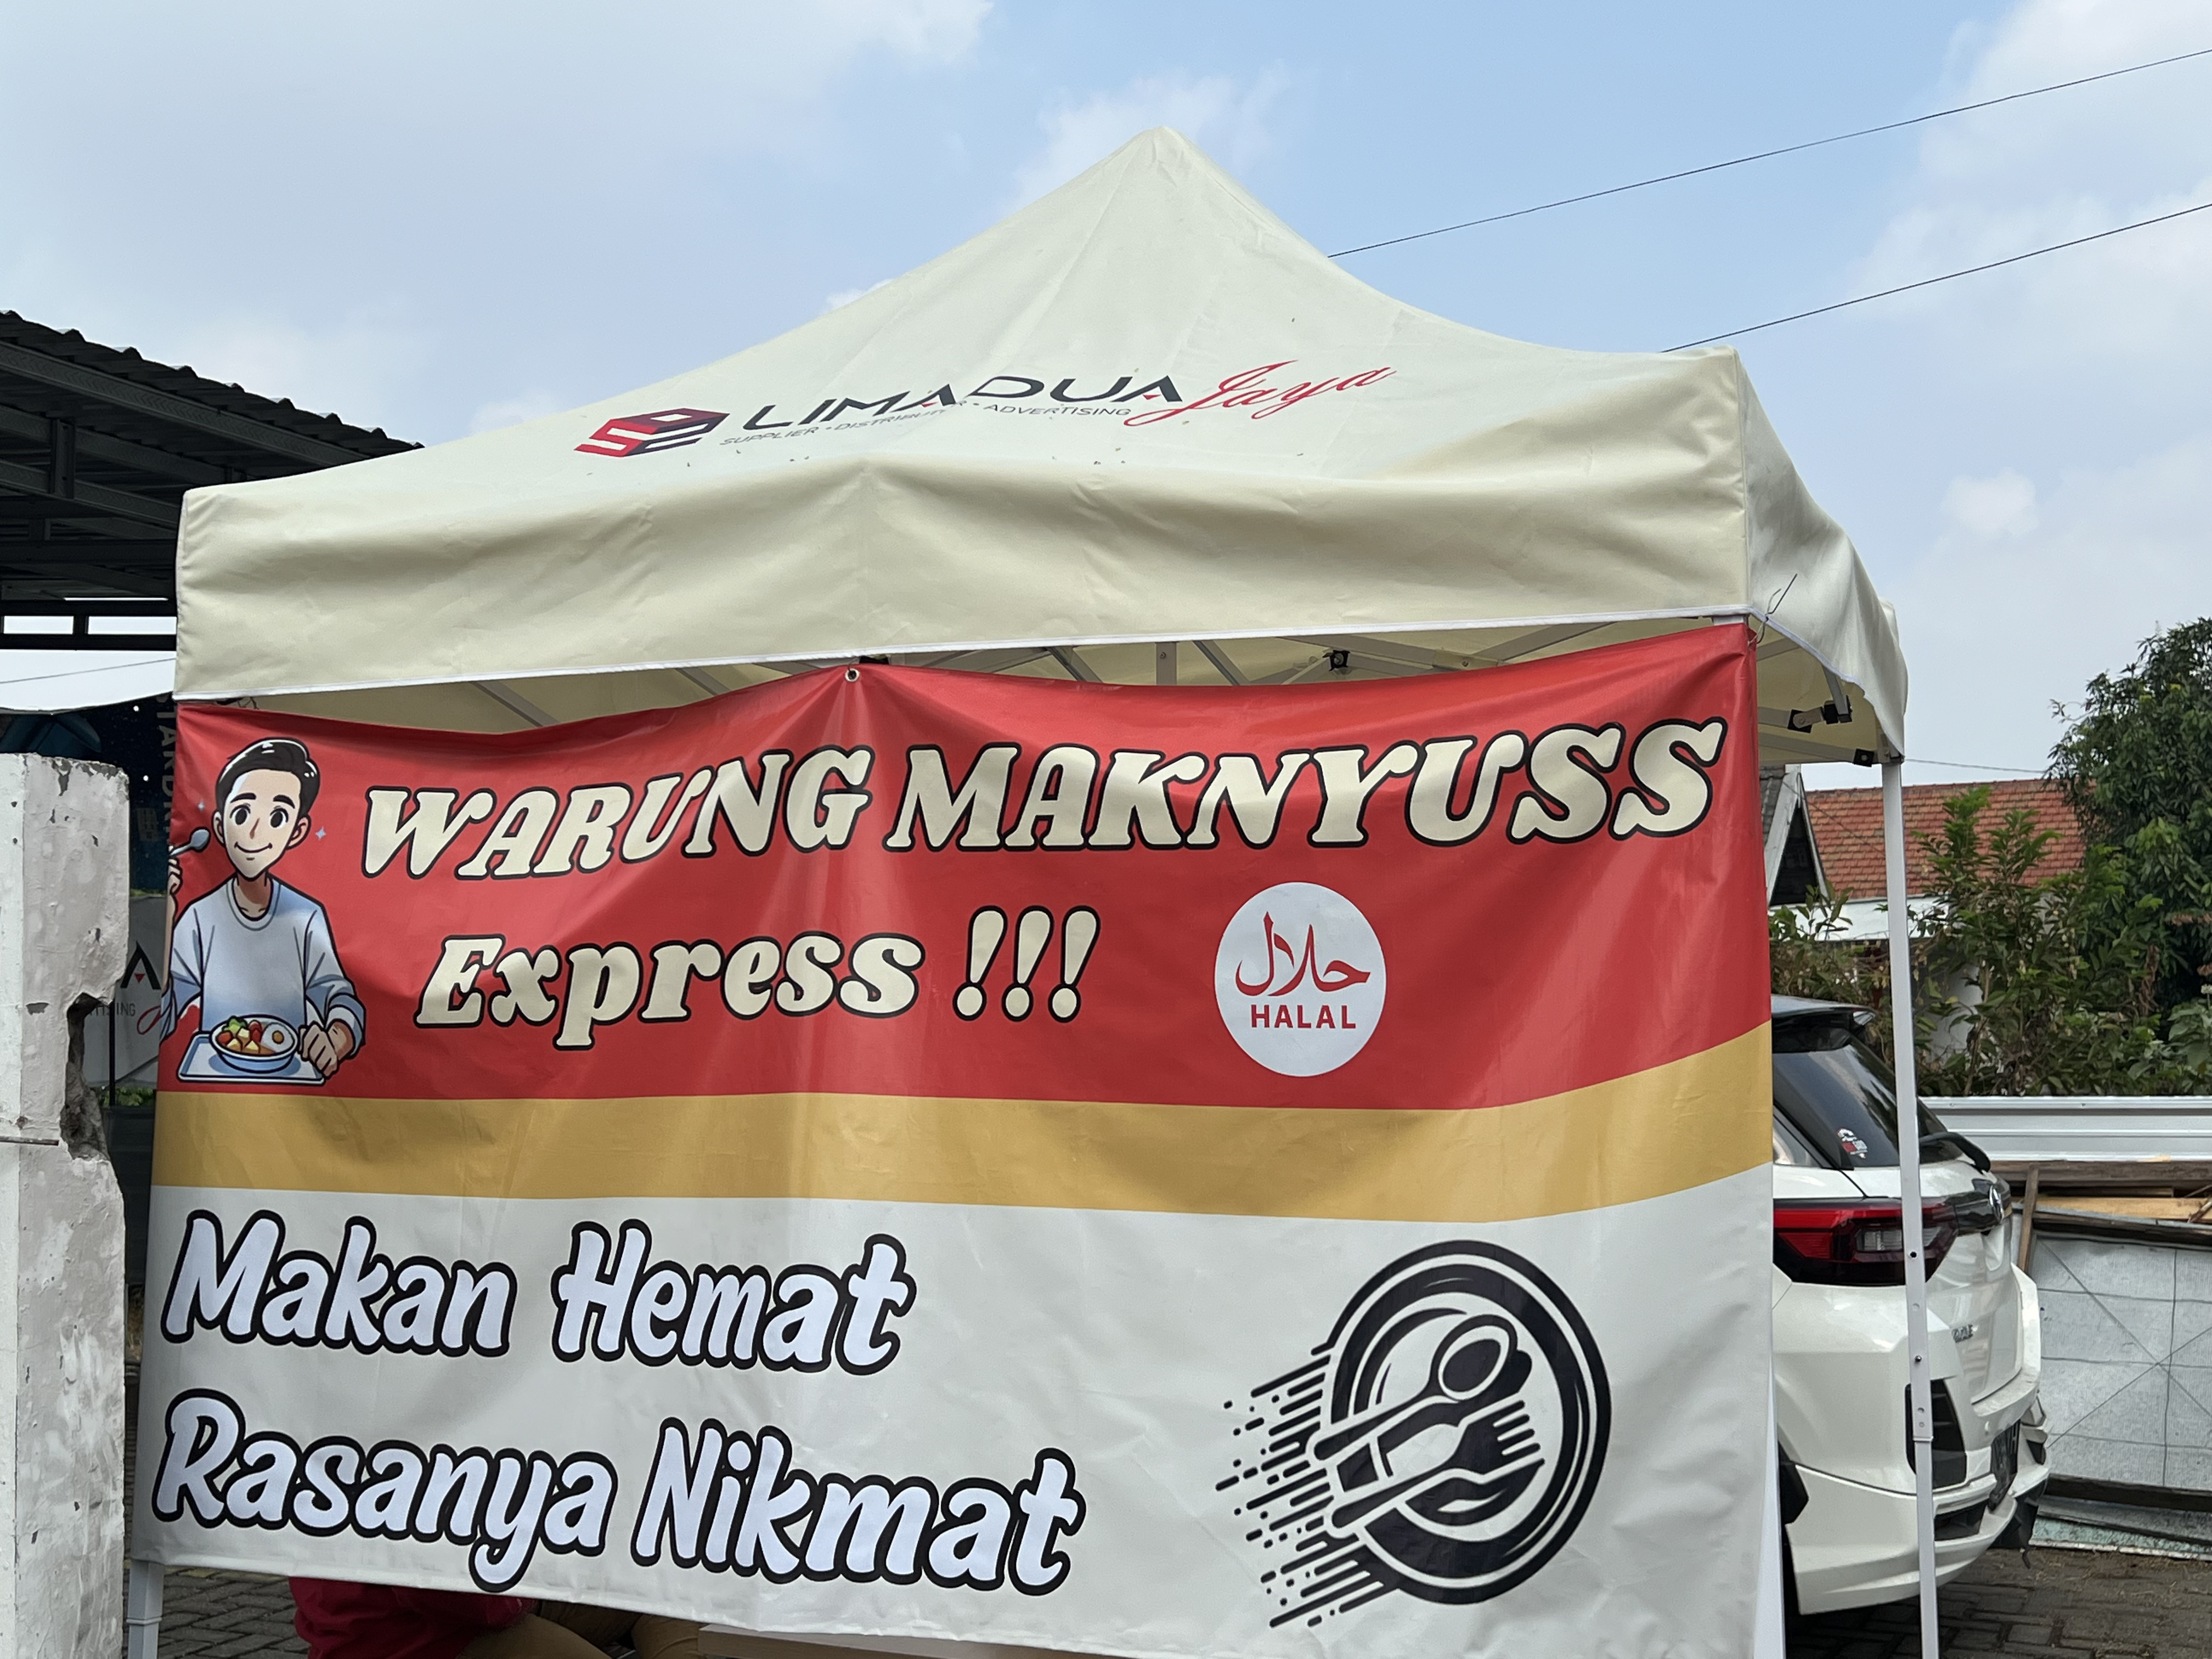 LIMADUA Jaya
SUPPLIER • DISTRIBUTOR • ADVERTISING
WARUNG MAKNYUSS
Express !!!
حلال
HALAL
Makan Hemat
Rasanya Nikmat